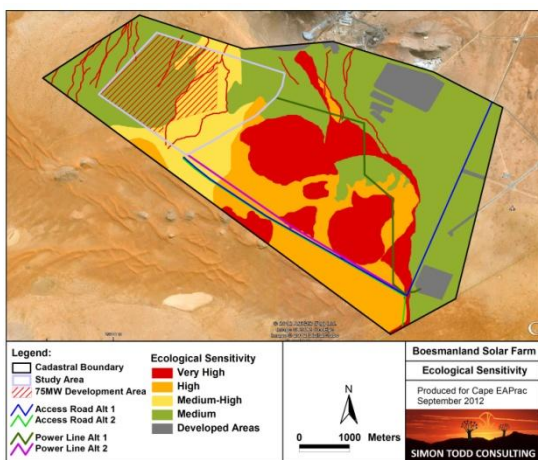 Legend:
Cadastral Boundary
Study Area
75MW Development Area
Access Road Alt 1
Access Road Alt 2
Power Line Alt 1
Power Line Alt 2
Ecological Sensitivity
Very High
High
Medium-High
Medium
Developed Areas
N
0
1000 Meters
Boesmanland Solar Farm
Ecological Sensitivity
Produced for Cape EAPrac
September 2012
SIMON TODD CONSULTING